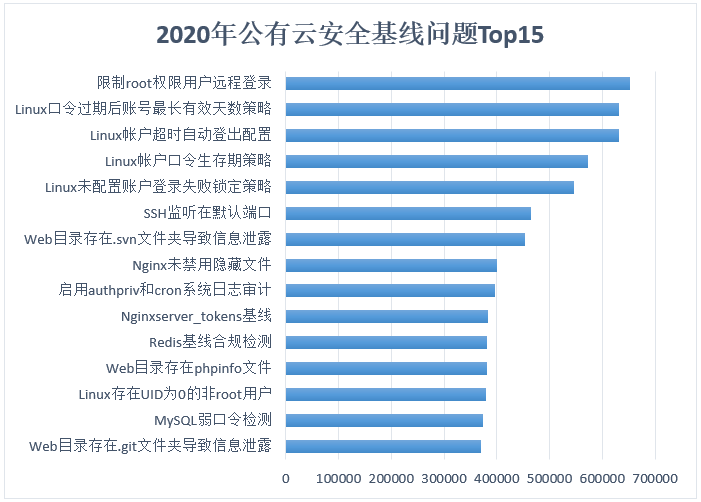 2020年公有云安全基线问题Top15
限制root权限用户远程登录
Linux口令过期后账号最长有效天数策略
Linux帐户超时自动登出配置
Linux帐户口令生存期策略
Linux未配置账户登录失败锁定策略
SSH监听在默认端口
Web目录存在.svn文件夹导致信息泄露
Nginx未禁用隐藏文件
启用authpriv和cron系统日志审计
Nginxserver_tokens基线
Redis基线合规检测
Web目录存在phpinfo文件
Linux存在UID为0的非root用户
MySQL弱口令检测
Web目录存在.git文件夹导致信息泄露
0 100000 200000 300000 400000 500000 600000 700000